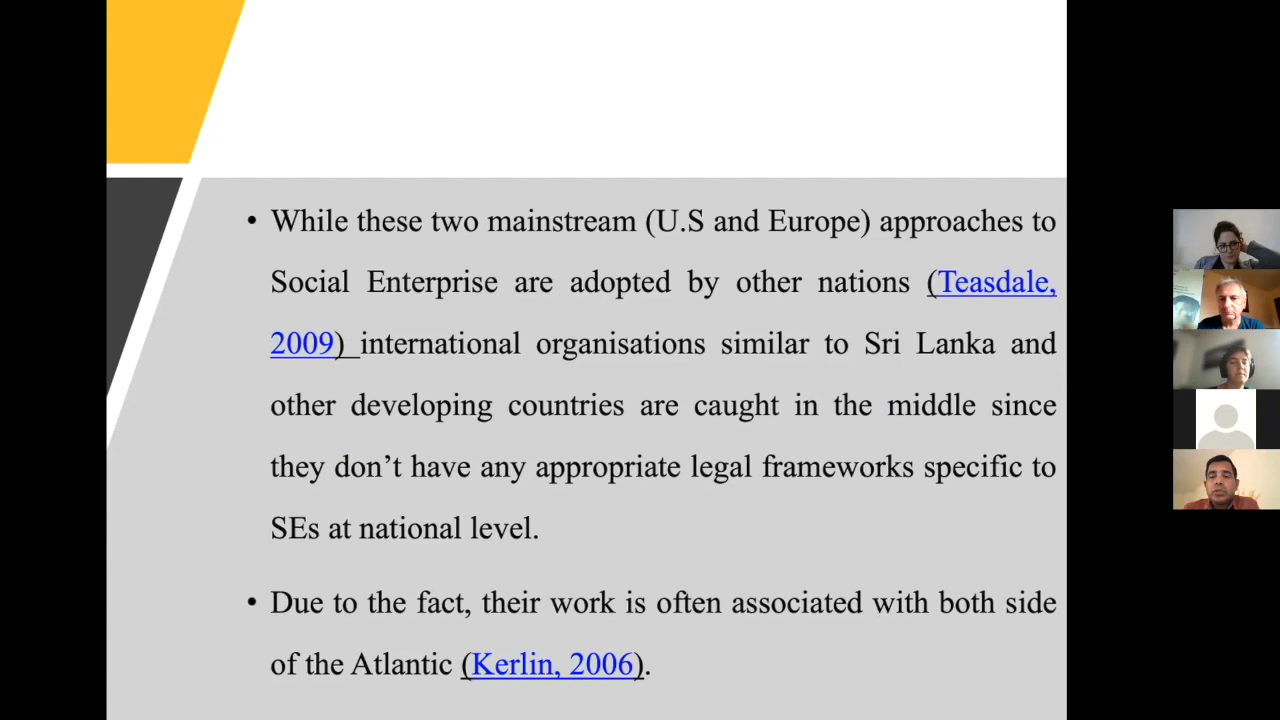 • While these two mainstream (U.S and Europe) approaches to
Social Enterprise are adopted by other nations (Teasdale,
2009) international organisations similar to Sri Lanka and
other developing countries are caught in the middle since
they don’t have any appropriate legal frameworks specific to
SEs at national level.
• Due to the fact, their work is often associated with both side
of the Atlantic (Kerlin, 2006).